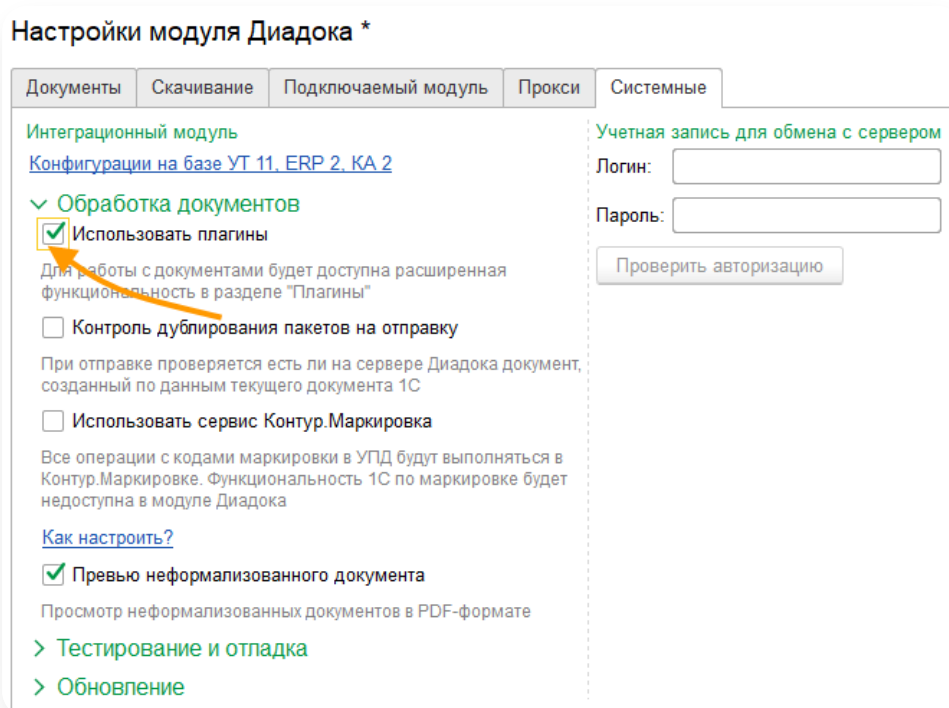 Настройки модуля Диадока *
Документы Скачивание Подключаемый модуль Прокси Системные
Интеграционный модуль
Конфигурации на базе УТ 11, ERP 2, КА 2
Обработка документов
Использовать плагины
Для работы с документами будет доступна расширенная
функциональность в разделе "Плагины"
Контроль дублирования пакетов на отправку
При отправке проверяется есть ли на сервере Диадока документ,
созданный по данным текущего документа 1С
Использовать сервис Контур.Маркировка
Все операции с кодами маркировки в УПД будут выполняться в
Контур.Маркировке. Функциональность 1С по маркировке будет
недоступна в модуле Диадока
Как настроить?
Превью неформализованного документа
Просмотр неформализованных документов в PDF-формате
Тестирование и отладка
Обновление
Учетная запись для обмена с сервером
Логин:
Пароль:
Проверить авторизацию